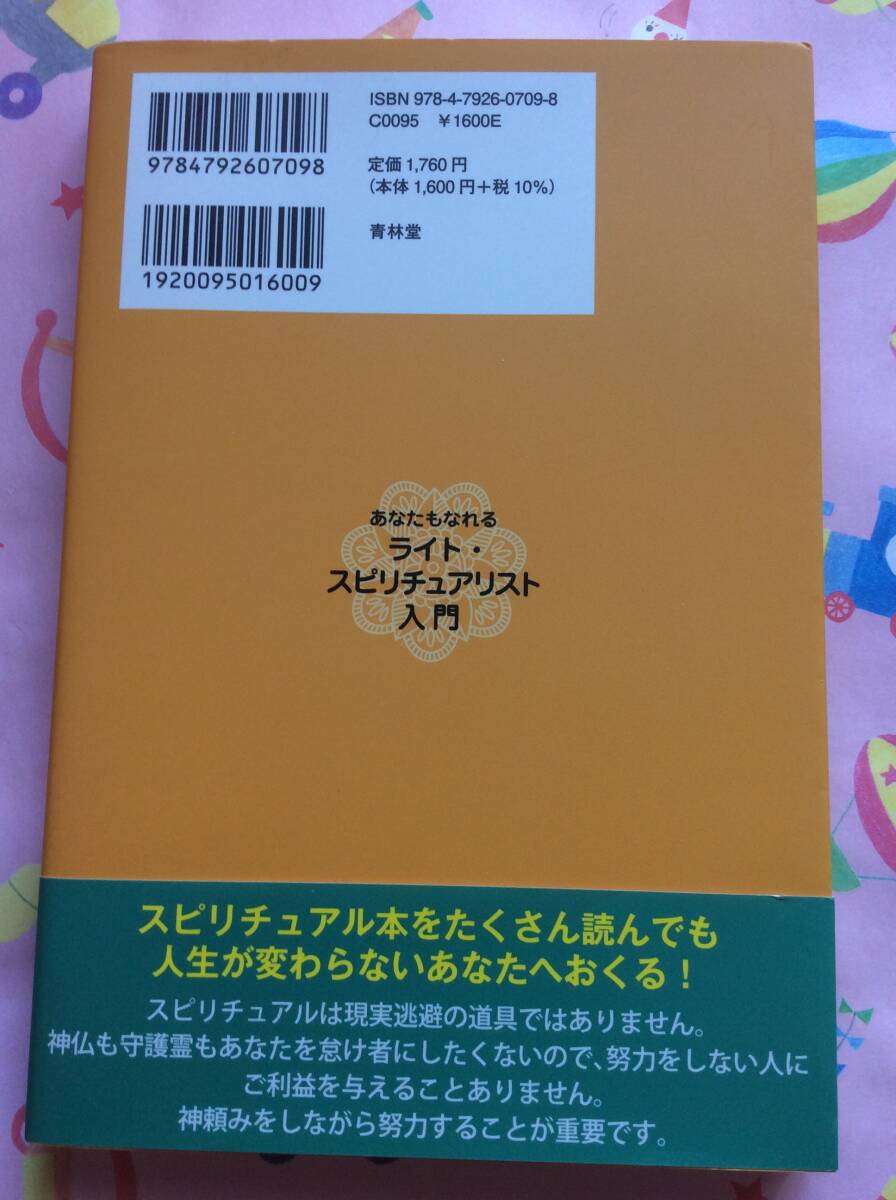 ISBN 978-4-7926-0709-8
C0095 ¥1600E
9784792607098
定価1,760円
（本体1,600円＋税10%）
青林堂
1920095016009
あなたもなれる
ライト・
スピリチュアリスト
入門
スピリチュアル本をたくさん読んでも
人生が変わらないあなたへおくる！
スピリチュアルは現実逃避の道具ではありません。
神仏も守護霊もあなたを怠け者にしたくないので、努力をしない人に
ご利益を与えることありません。
神頼みをしながら努力することが重要です。